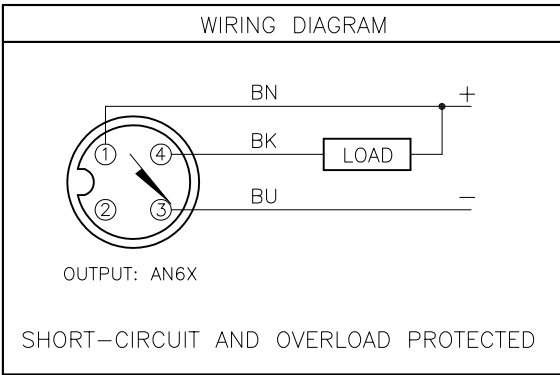 WIRING DIAGRAM
BN
+
1
4
BK
LOAD
2
3
BU
-
OUTPUT: AN6X
SHORT-CIRCUIT AND OVERLOAD PROTECTED